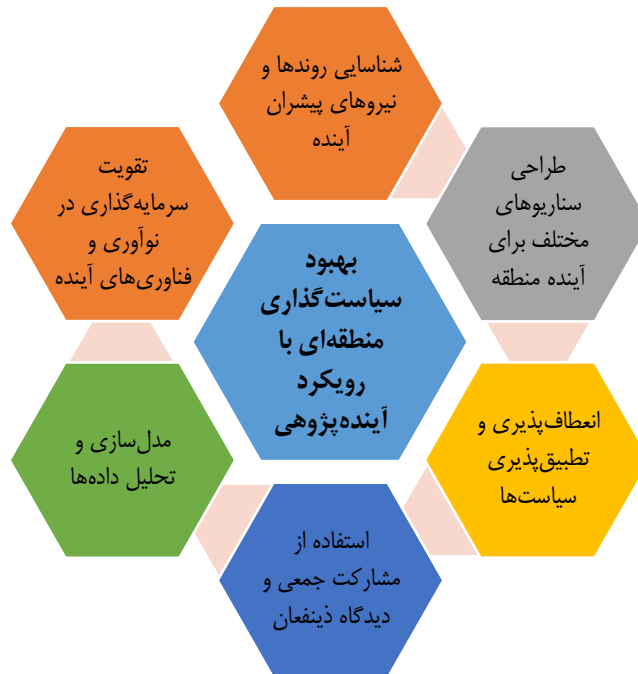 شناسایی روندها و
نیروهای پیشران
آینده
طراحی
سناریوهای
مختلف برای
آینده منطقه
انعطاف‌پذیری و
تطبیق‌پذیری
سیاست‌ها
استفاده از
مشارکت جمعی و
دیدگاه ذینفعان
مدل‌سازی و
تحلیل داده‌ها
تقویت
سرمایه‌گذاری در
نوآوری و
فناوری‌های آینده
بهبود
سیاست‌گذاری
منطقه‌ای با
رویکرد
آینده‌پژوهی